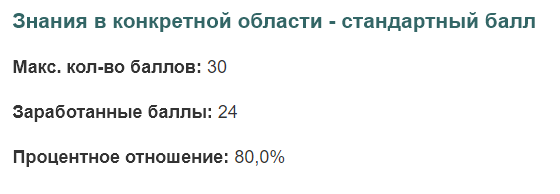 Знания в конкретной области - стандартный балл
Макс. кол-во баллов: 30
Заработанные баллы: 24
Процентное отношение: 80,0%